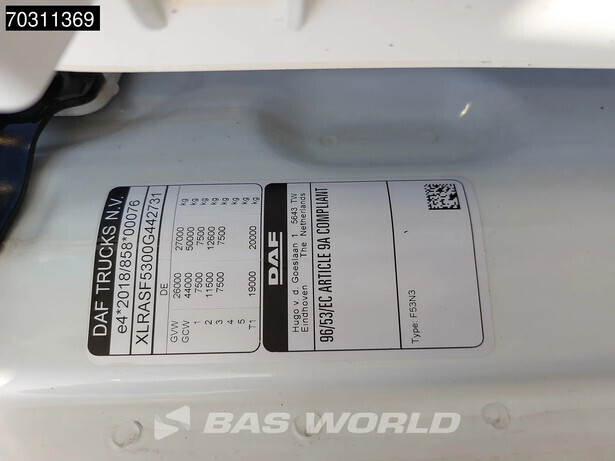 70311369
DAF TRUCKS N.V.
e4*2018/858*00076
XLRASF5300G442731
DE
GVW 26000 27000 kg
GCW 44000 50000 kg
1 7500 7500 kg
2 11500 12600 kg
3 7500 7500 kg
4 kg
5 kg
T1 19000 20000 kg
DAF
Hugo v. d. Goeslaan 1 5643 TW
Eindhoven The Netherlands
96/53/EC ARTICLE 9A COMPLIANT
Type: F53N3
BAS WORLD